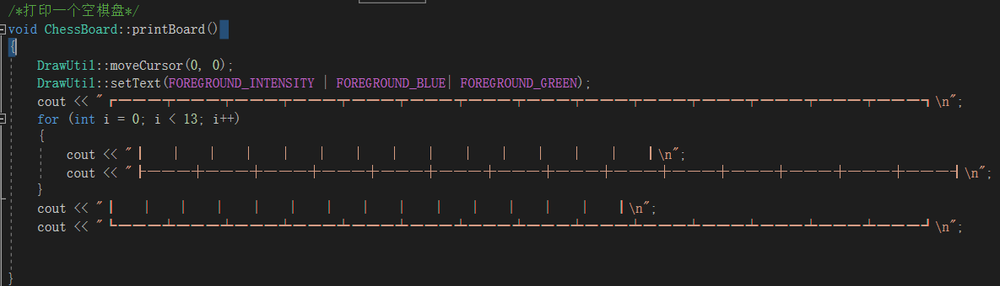 /*打印一个空棋盘*/
void ChessBoard::printBoard()
{
DrawUtil::moveCursor(0, 0);
DrawUtil::setText(FOREGROUND_INTENSITY | FOREGROUND_BLUE| FOREGROUND_GREEN);
cout << "┏━━━┯━━━┯━━━┯━━━┯━━━┯━━━┯━━━┯━━━┯━━━┯━━━┯━━━┯━━━┯━━━┯━━━┓\n";
for (int i = 0; i < 13; i++)
{
cout << "┃   │   │   │   │   │   │   │   │   │   │   │   │   │   ┃\n";
cout << "┠───┼───┼───┼───┼───┼───┼───┼───┼───┼───┼───┼───┼───┼───┨\n";
}
cout << "┃   │   │   │   │   │   │   │   │   │   │   │   │   │   ┃\n";
cout << "┗━━━┷━━━┷━━━┷━━━┷━━━┷━━━┷━━━┷━━━┷━━━┷━━━┷━━━┷━━━┷━━━┷━━━┛\n";
}